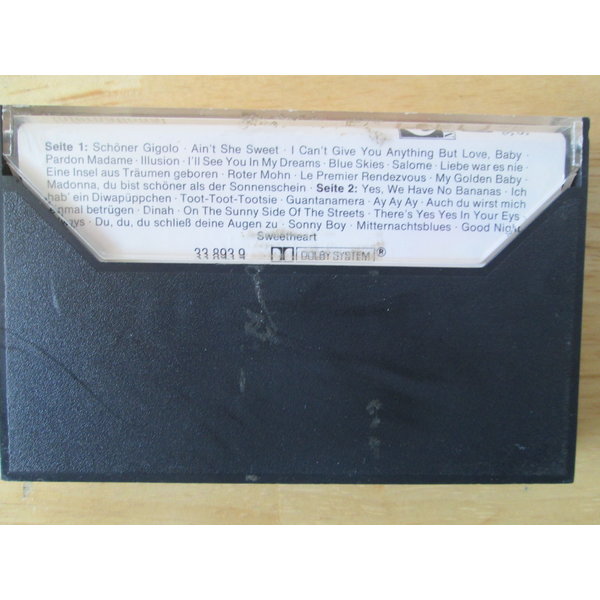 Seite 1: Schöner Gigolo · Ain't She Sweet · I Can't Give You Anything But Love, Baby ·
Pardon Madame · Illusion · I'll See You In My Dreams · Blue Skies · Salome · Liebe war es nie ·
Eine Insel aus Träumen geboren · Roter Mohn · Le Premier Rendezvous · My Golden Baby ·
Madonna, du bist schöner als der Sonnenschein · Seite 2: Yes, We Have No Bananas · Ich
hab' ein Diwapüppchen · Toot-Toot-Tootsie · Guantanamera · Ay Ay Ay · Auch du wirst mich
nmal betrügen · Dinah · On The Sunny Side Of The Streets · There's Yes Yes In Your Eys
· Du, du, du schließ deine Augen zu · Sonny Boy · Mitternachtsblues · Good Night
Sweetheart
33 893 9 DOLBY SYSTEM ®